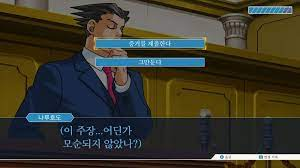 증거를 제출한다
그만둔다
나루호도
(이 주장...어딘가
모순되지 않았나?)